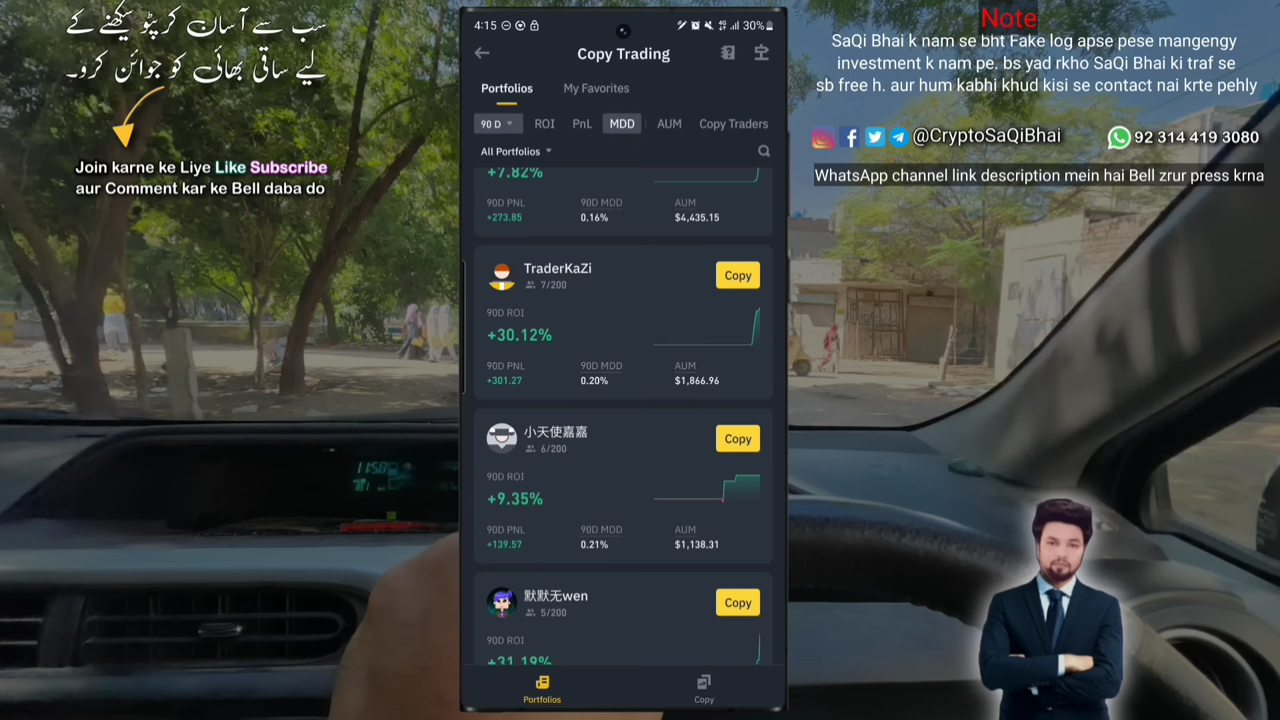 سب سے آسان کرپٹو سیکھنے کے
لیے ساقی بھائی کو جوائن کرو۔
Join karne ke Liye Like Subscribe
aur Comment kar ke Bell daba do
4:15
30%
Copy Trading
Portfolios
My Favorites
90 D
ROI
PnL
MDD
AUM
Copy Traders
All Portfolios
+7.82%
90D PNL
90D MDD
AUM
+273.85
0.16%
$4,435.15
TraderKaZi
7/200
Copy
90D ROI
+30.12%
90D PNL
90D MDD
AUM
+301.27
0.20%
$1,866.96
小天使嘉嘉
6/200
Copy
90D ROI
+9.35%
90D PNL
90D MDD
AUM
+139.57
0.21%
$1,138.31
默默无wen
5/200
Copy
90D ROI
+31.19%
Portfolios
Copy
Note
SaQi Bhai k nam se bht Fake log apse pese mangengy
investment k nam pe. bs yad rkho SaQi Bhai ki traf se
sb free h. aur hum kabhi khud kisi se contact nai krte pehly
@CryptoSaQiBhai
92 314 419 3080
WhatsApp channel link description mein hai Bell zrur press krna